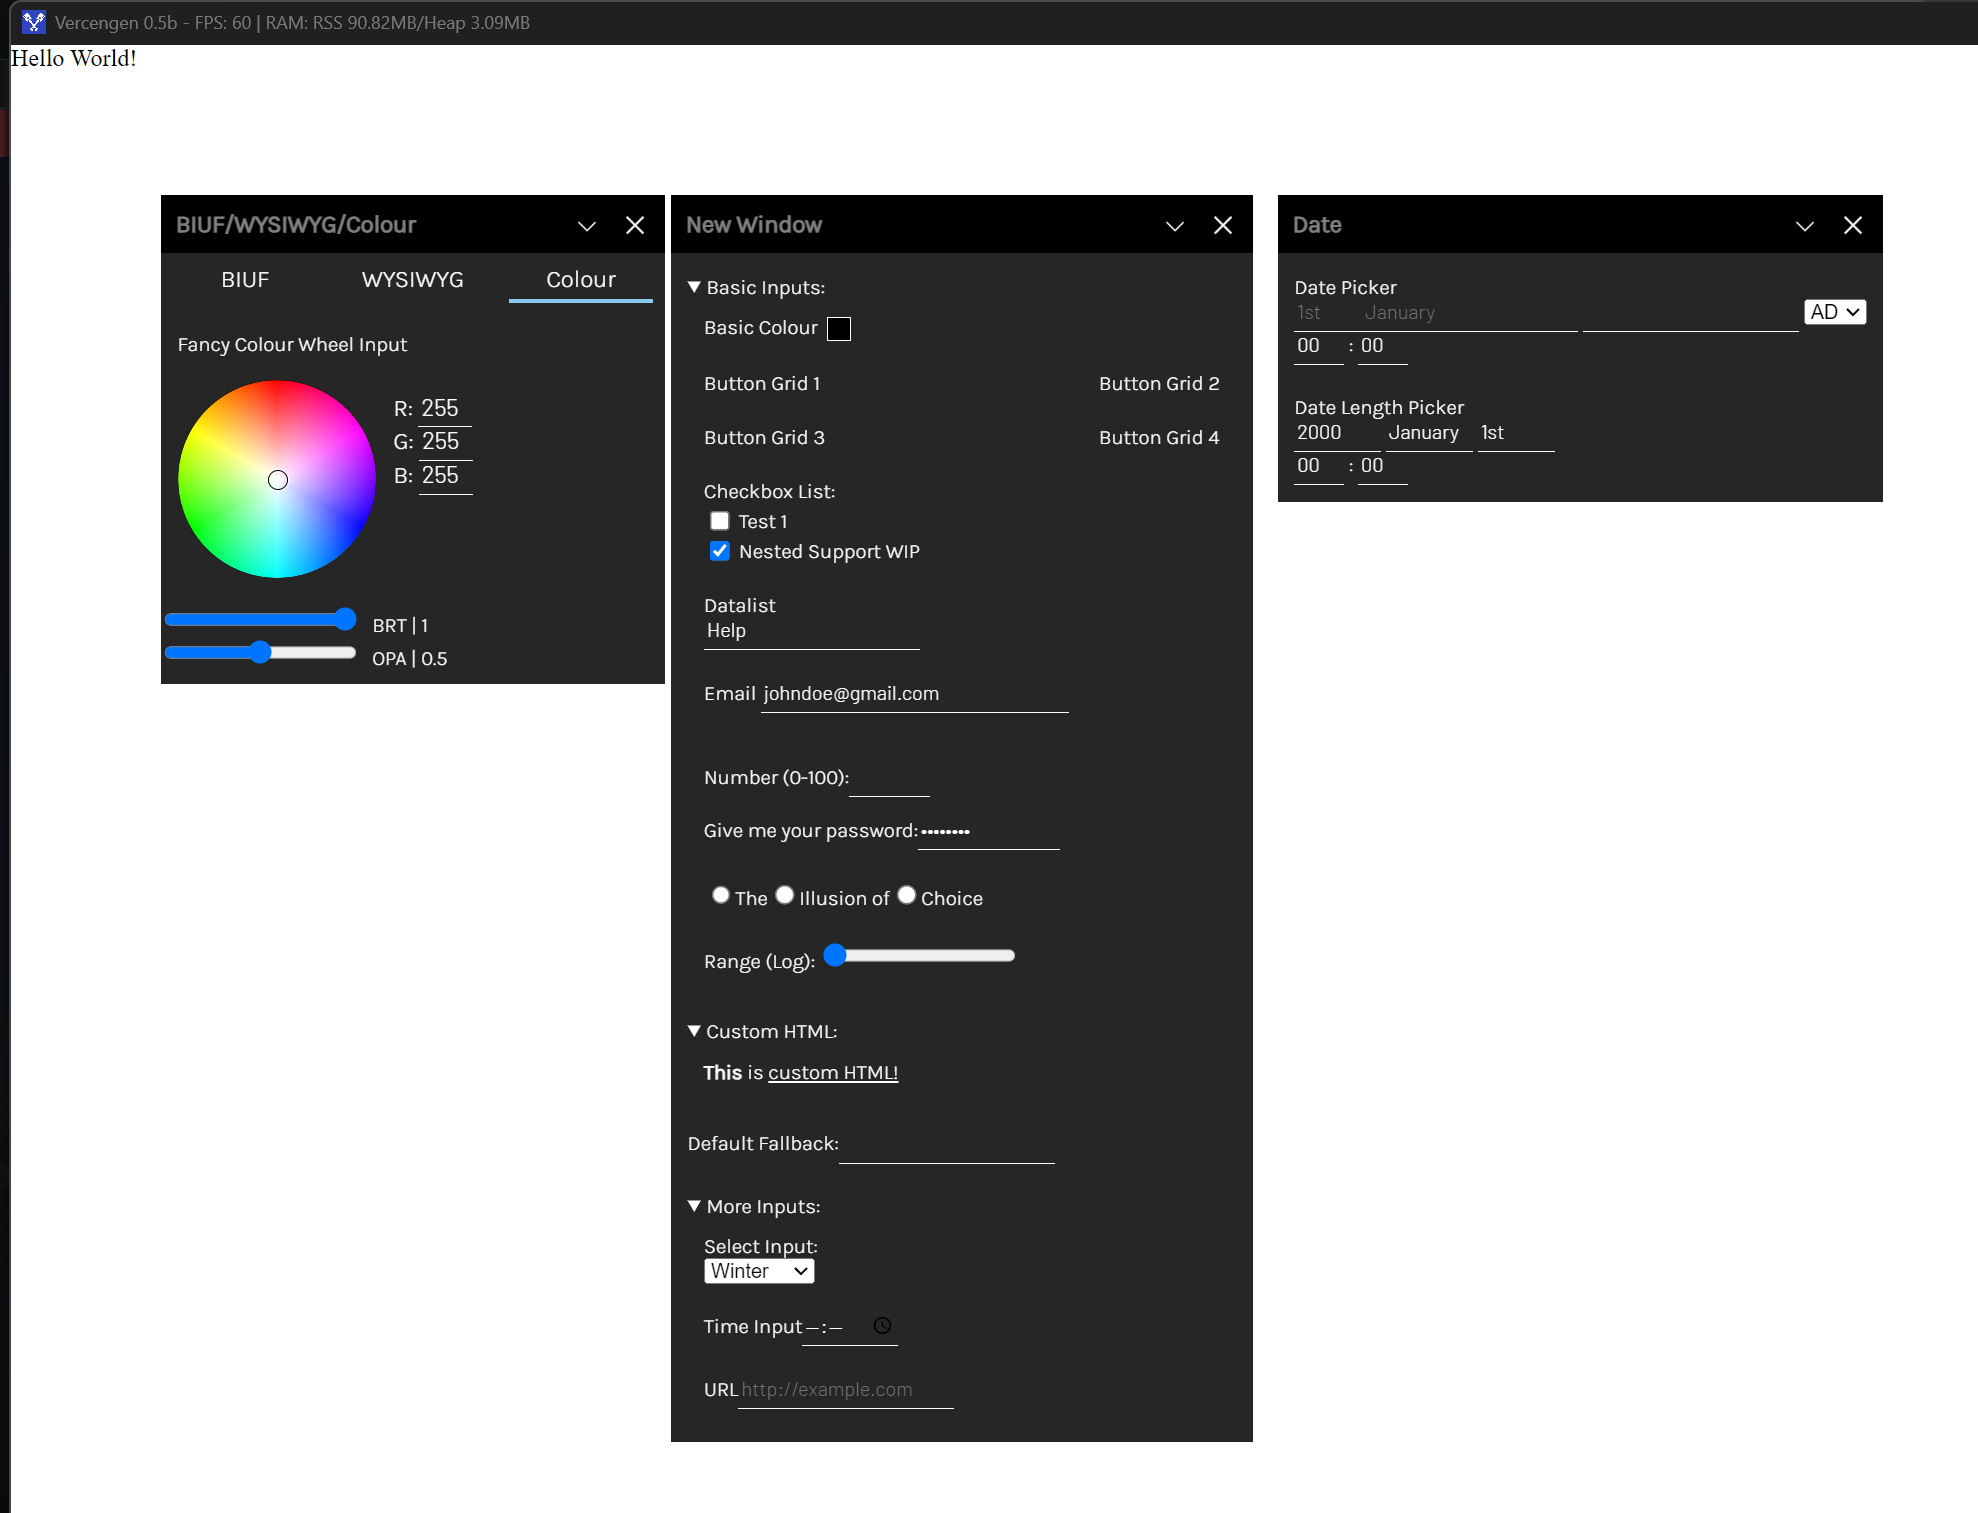 Vercengen 0.5b - FPS: 60 | RAM: RSS 90.82MB/Heap 3.09MB
Hello World!
BIUF/WYSIWYG/Colour
BIUF WYSIWYG Colour
Fancy Colour Wheel Input
R: 255
G: 255
B: 255
BRT | 1
OPA | 0.5
New Window
▼ Basic Inputs:
Basic Colour
Button Grid 1 Button Grid 2
Button Grid 3 Button Grid 4
Checkbox List:
Test 1
Nested Support WIP
Datalist
Help
Email johndoe@gmail.com
Number (0-100):
Give me your password: ••••••••
The Illusion of Choice
Range (Log):
▼ Custom HTML:
This is custom HTML!
Default Fallback:
▼ More Inputs:
Select Input:
Winter
Time Input --:--
URL http://example.com
Date
Date Picker
1st January AD
00 : 00
Date Length Picker
2000 January 1st
00 : 00